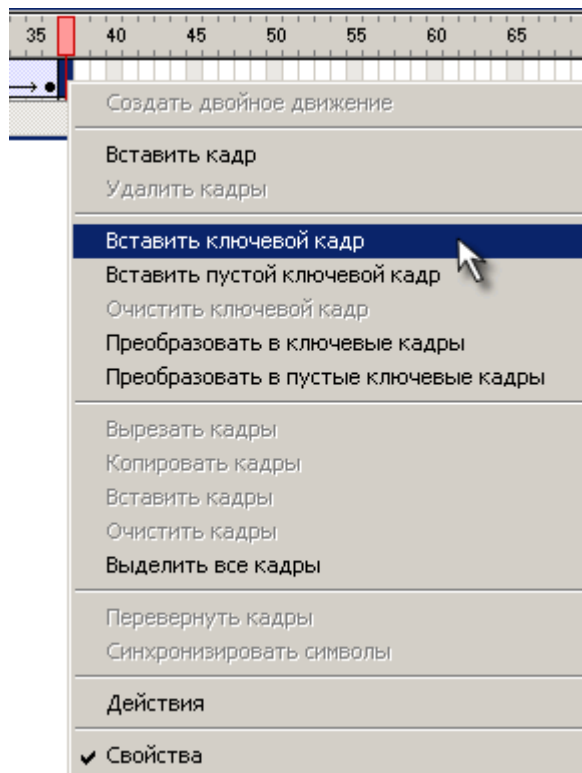 35 40 45 50 55 60 65
Создать двойное движение
Вставить кадр
Удалить кадры
Вставить ключевой кадр
Вставить пустой ключевой кадр
Очистить ключевой кадр
Преобразовать в ключевые кадры
Преобразовать в пустые ключевые кадры
Вырезать кадры
Копировать кадры
Вставить кадры
Очистить кадры
Выделить все кадры
Перевернуть кадры
Синхронизировать символы
Действия
Свойства